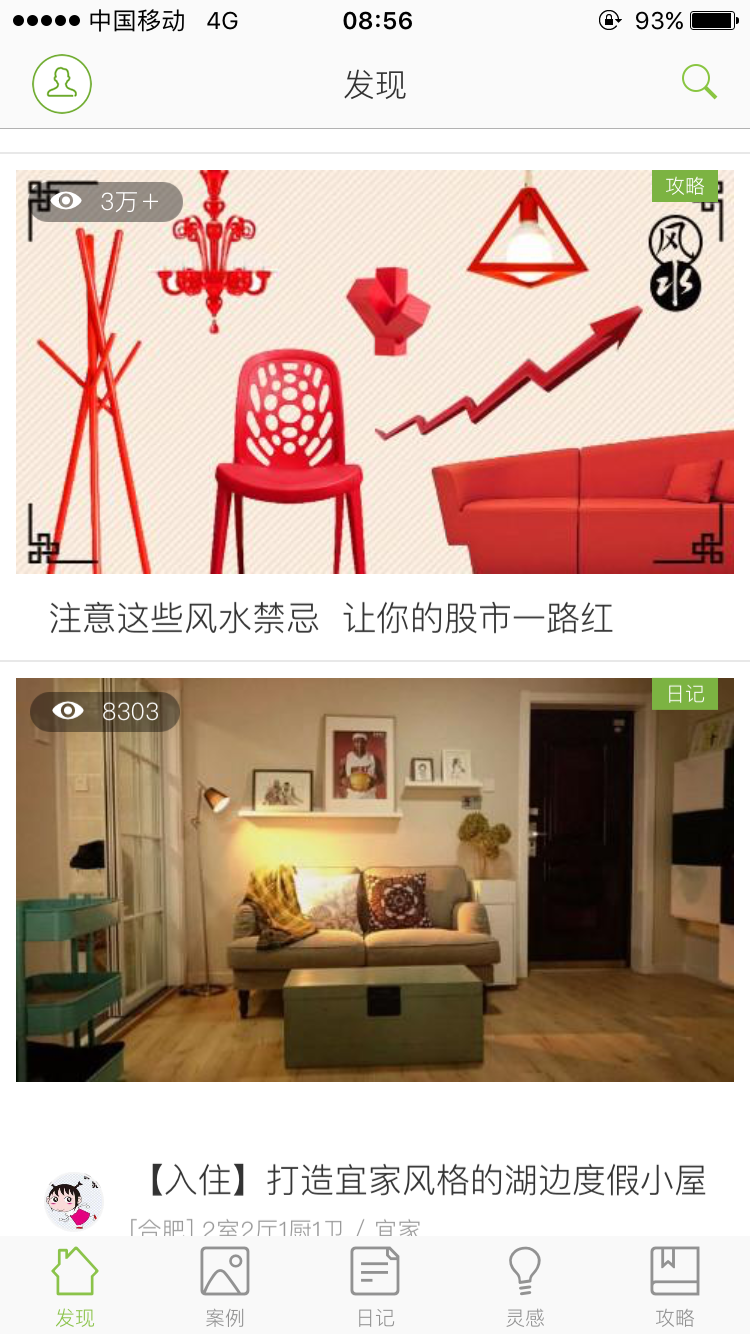 中国移动 4G 08:56 93%
发现
3万+
攻略
风水
注意这些风水禁忌 让你的股市一路红
8303
日记
【入住】打造宜家风格的湖边度假小屋
[合肥] 2室2厅1厨1卫 / 宜家
发现 案例 日记 灵感 攻略